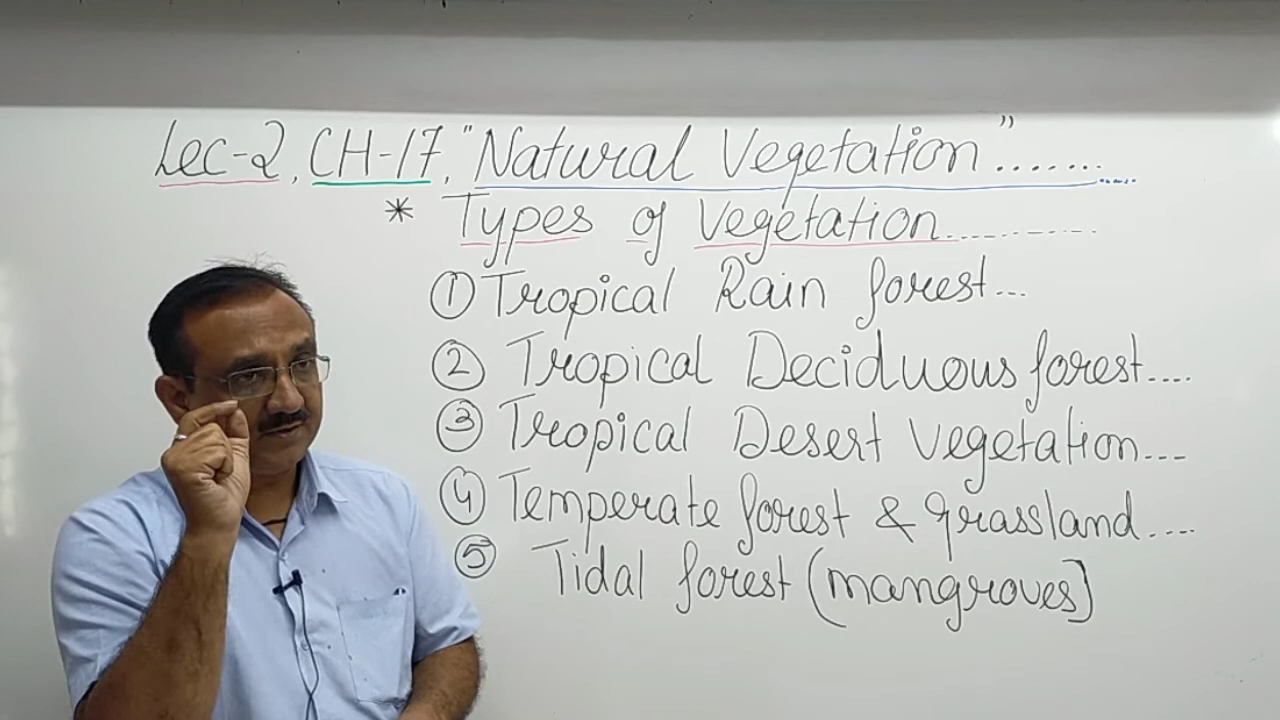 Lec-2, CH-17, "Natural Vegetation".......
* Types of Vegetation...........
① Tropical Rain forest...
② Tropical Deciduous forest....
③ Tropical Desert Vegetation...
④ Temperate forest & grassland....
⑤ Tidal forest (mangroves]